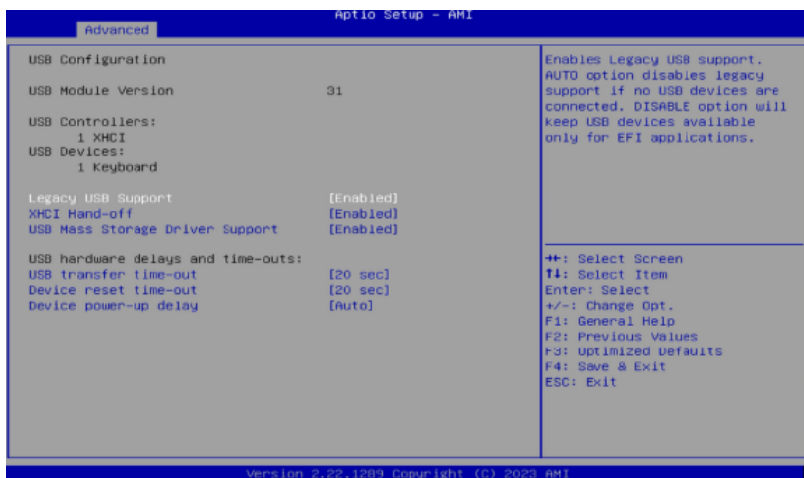 Aptio Setup – AMI
Advanced
USB Configuration
USB Module Version 31
USB Controllers:
1 XHCI
USB Devices:
1 Keyboard
Legacy USB Support [Enabled]
XHCI Hand-off [Enabled]
USB Mass Storage Driver Support [Enabled]
USB hardware delays and time-outs:
USB transfer time-out [20 sec]
Device reset time-out [20 sec]
Device power-up delay [Auto]
Enables Legacy USB support.
AUTO option disables legacy
support if no USB devices are
connected. DISABLE option will
keep USB devices available
only for EFI applications.
→←: Select Screen
↑↓: Select Item
Enter: Select
+/-: Change Opt.
F1: General Help
F2: Previous Values
F3: Optimized Defaults
F4: Save & Exit
ESC: Exit
Version 2.22.1289 Copyright (C) 2023 AMI